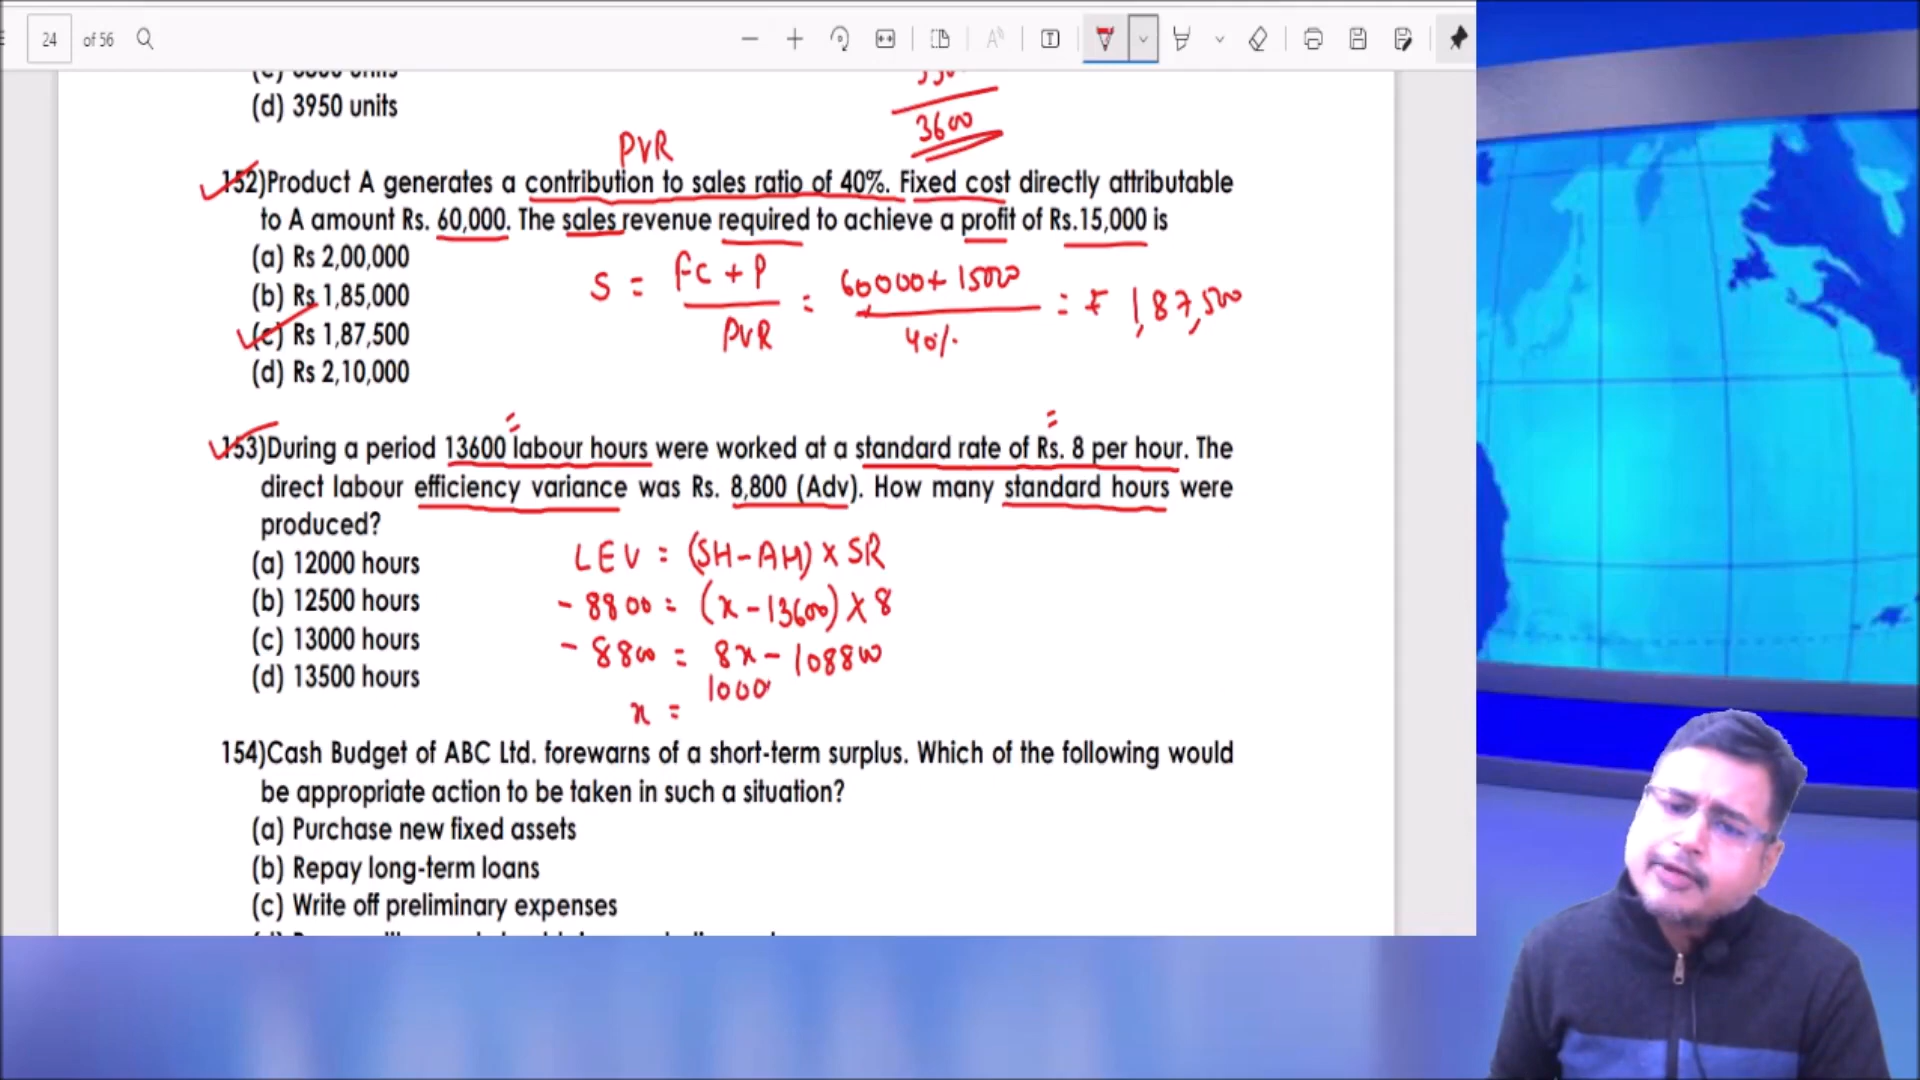 24 of 56
(d) 3950 units
3600
PVR
152)Product A generates a contribution to sales ratio of 40%. Fixed cost directly attributable
to A amount Rs. 60,000. The sales revenue required to achieve a profit of Rs.15,000 is
(a) Rs 2,00,000
(b) Rs 1,85,000
(c) Rs 1,87,500
(d) Rs 2,10,000
S = FC + P / PVR = 60000 + 15000 / 40% = ₹ 1,87,500
153)During a period 13600 labour hours were worked at a standard rate of Rs. 8 per hour. The
direct labour efficiency variance was Rs. 8,800 (Adv). How many standard hours were
produced?
(a) 12000 hours
(b) 12500 hours
(c) 13000 hours
(d) 13500 hours
LEV = (SH - AH) × SR
- 8800 = (x - 13600) × 8
- 8800 = 8x - 108800
1000
x =
154)Cash Budget of ABC Ltd. forewarns of a short-term surplus. Which of the following would
be appropriate action to be taken in such a situation?
(a) Purchase new fixed assets
(b) Repay long-term loans
(c) Write off preliminary expenses